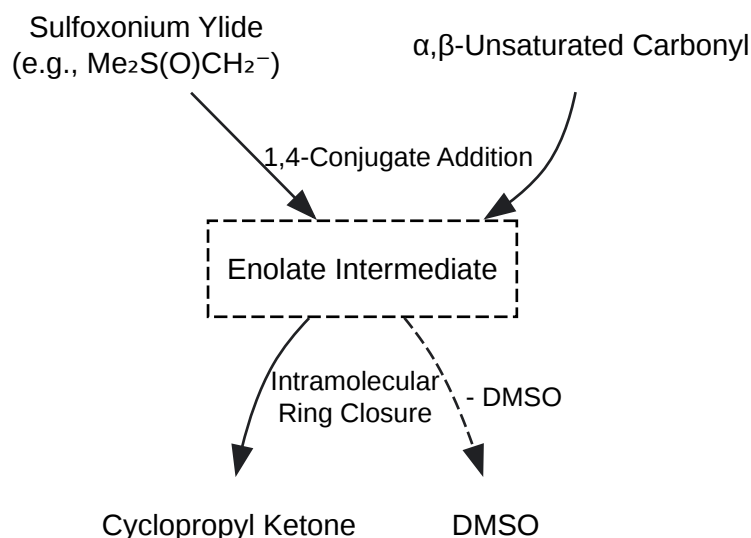 Sulfoxonium Ylide
(e.g., Me₂S(O)CH₂⁻)
α,β-Unsaturated Carbonyl
1,4-Conjugate Addition
Enolate Intermediate
Intramolecular
Ring Closure
- DMSO
Cyclopropyl Ketone
DMSO